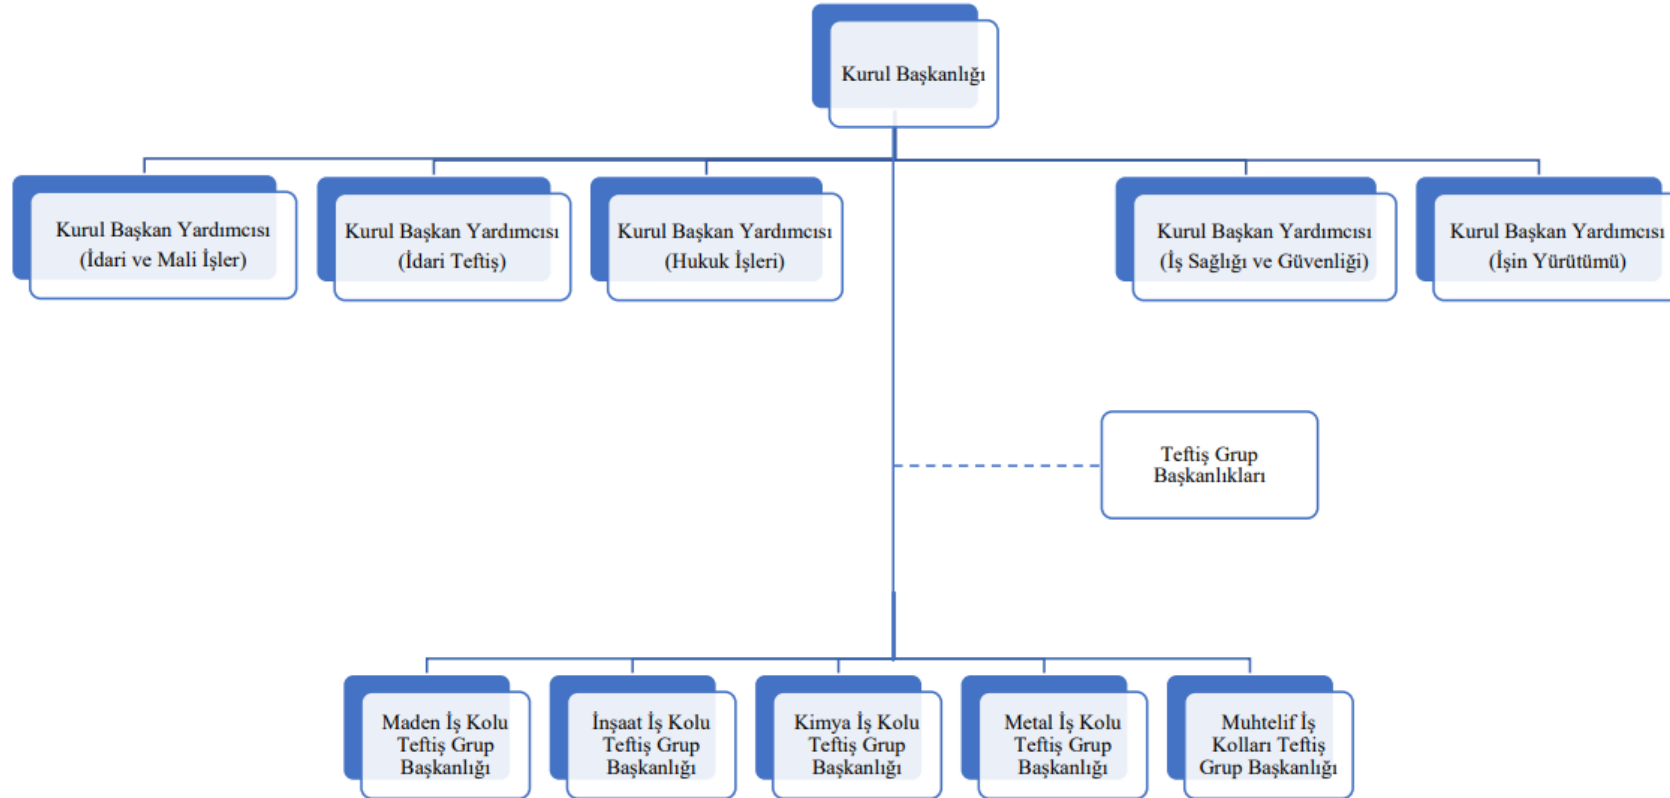 Kurul Başkanlığı
Kurul Başkan Yardımcısı
(İdari ve Mali İşler)
Kurul Başkan Yardımcısı
(İdari Teftiş)
Kurul Başkan Yardımcısı
(Hukuk İşleri)
Kurul Başkan Yardımcısı
(İş Sağlığı ve Güvenliği)
Kurul Başkan Yardımcısı
(İşin Yürütümü)
Teftiş Grup
Başkanlıkları
Maden İş Kolu
Teftiş Grup
Başkanlığı
İnşaat İş Kolu
Teftiş Grup
Başkanlığı
Kimya İş Kolu
Teftiş Grup
Başkanlığı
Metal İş Kolu
Teftiş Grup
Başkanlığı
Muhtelif İş
Kolları Teftiş
Grup Başkanlığı